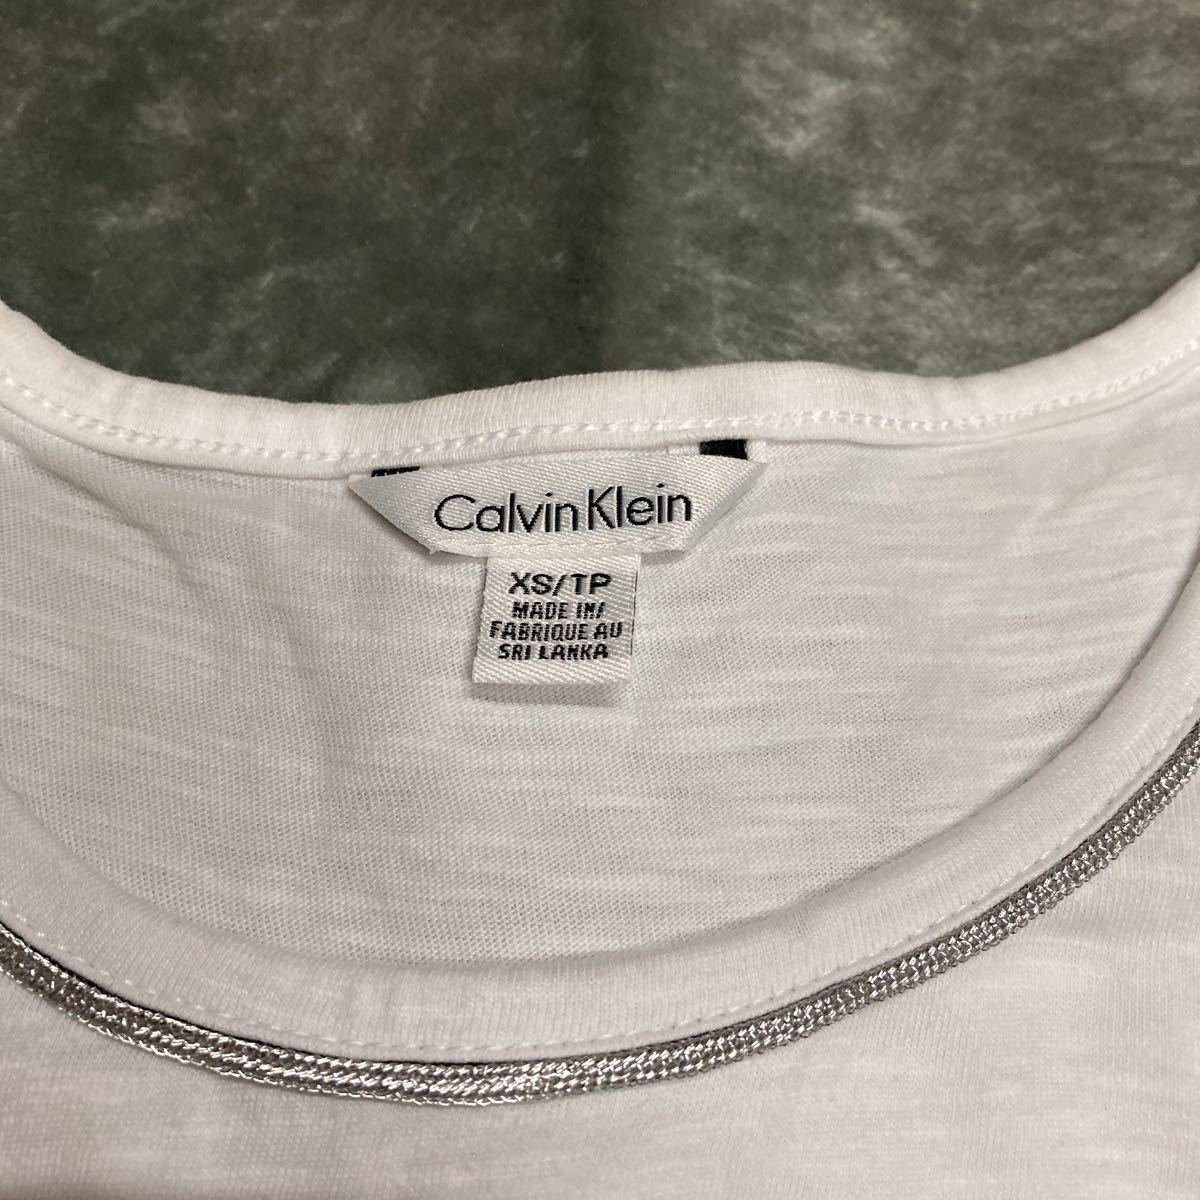 Calvin Klein
XS/TP
MADE IN/
FABRIQUE AU
SRI LANKA